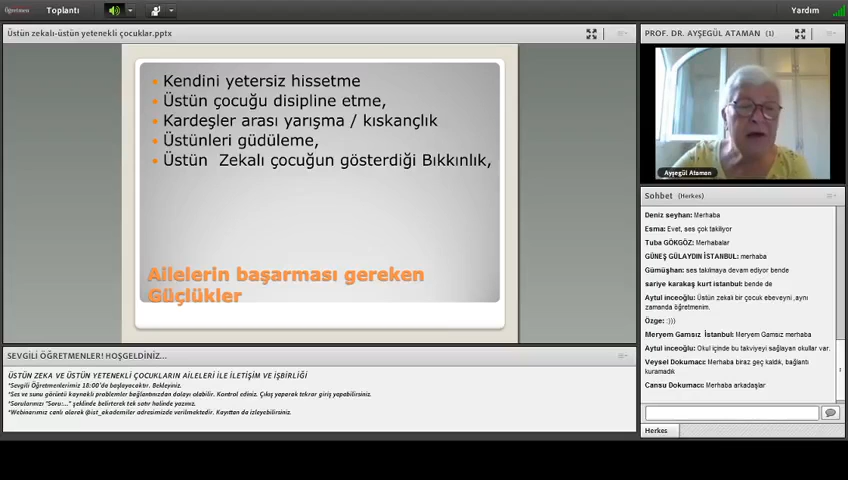 Öğretmen
Toplantı
Yardım
Üstün zekalı-üstün yetenekli çocuklar.pptx
Kendini yetersiz hissetme
Üstün çocuğu disipline etme,
Kardeşler arası yarışma / kıskançlık
Üstünleri güdüleme,
Üstün Zekalı çocuğun gösterdiği Bıkkınlık,
Ailelerin başarması gereken
Güçlükler
PROF. DR. AYŞEGÜL ATAMAN (1)
Ayşegül Ataman
Sohbet (Herkes)
Deniz seyhan: Merhaba
Esma: Evet, ses çok takiliyor
Tuba GÖKGÖZ: Merhabalar
GÜNEŞ GÜLAYDIN İSTANBUL: merhaba
Gümüşhan: ses takılmaya devam ediyor bende
sariye karakaş kurt istanbul: bende de
Aytul inceoğlu: Üstün zekalı bir çocuk ebeveyni ,aynı
zamanda öğretmenim.
Özge: :)))
Meryem Gamsız İstanbul: Meryem Gamsız merhaba
Aytul inceoğlu: Okul içinde bu takviyeyi sağlayan okullar var.
Veysel Dokumacı: Merhaba biraz geç kaldık, bağlantı
kuramadık
Cansu Dokumacı: Merhaba arkadaşlar
Herkes
SEVGİLİ ÖĞRETMENLER! HOŞGELDİNİZ...
ÜSTÜN ZEKA VE ÜSTÜN YETENEKLİ ÇOCUKLARIN AİLELERİ İLE İLETİŞİM VE İŞBİRLİĞİ
*Sevgili Öğretmenlerimiz 18:00'de başlayacaktır. Bekleyiniz.
*Ses ve sunu görüntü kaynaklı problemler bağlantınızdan dolayı olabilir. Kontrol ediniz. Çıkış yaparak tekrar giriş yapabilirsiniz.
*Sorularınızı "Soru:..." şeklinde belirterek tek satır halinde yazınız.
*Webinarımız canlı alarak @ist_akademiler adresimizde verilmektedir. Kayıttan da izleyebilirsiniz.